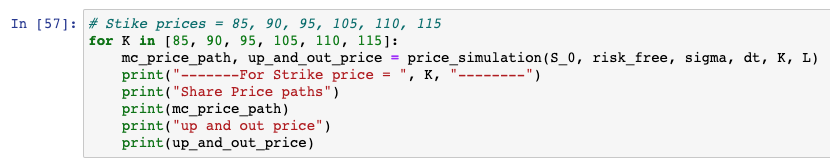 In [57]: # Stike prices = 85, 90, 95, 105, 110, 115
for K in [85, 90, 95, 105, 110, 115]:
    mc_price_path, up_and_out_price = price_simulation(S_0, risk_free, sigma, dt, K, L)
    print("-------For Strike price = ", K, "--------")
    print("Share Price paths")
    print(mc_price_path)
    print("up and out price")
    print(up_and_out_price)